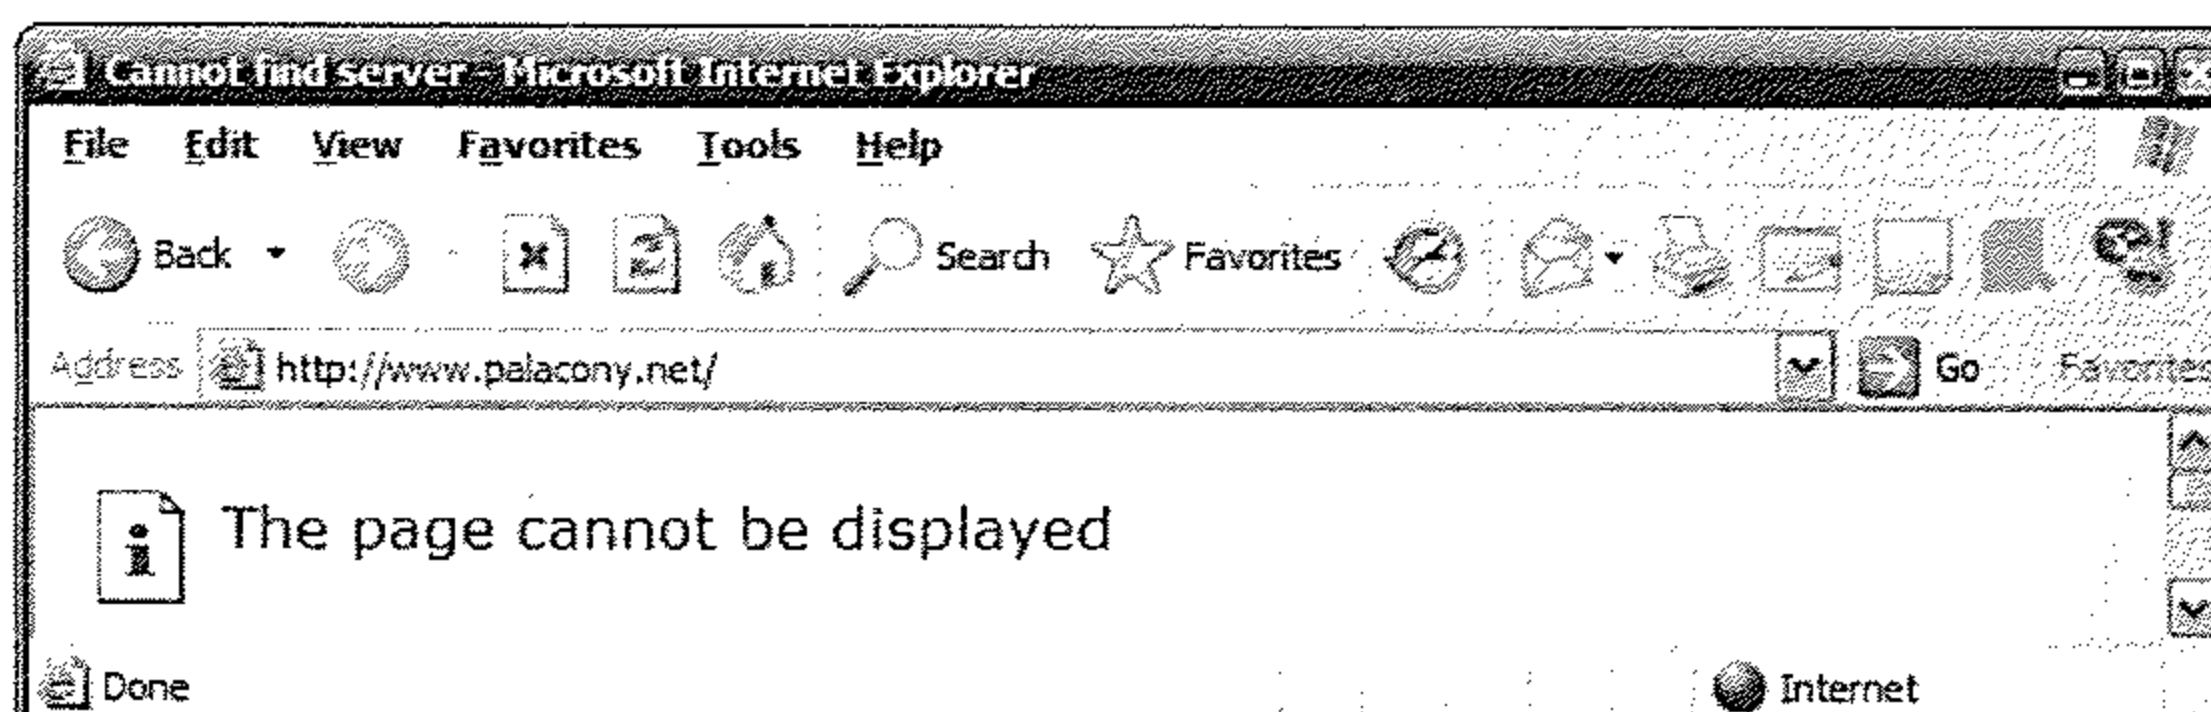 Cannot find server - Microsoft Internet Explorer
File Edit View Favorites Tools Help
Back Search Favorites
Address http://www.palacony.net/ Go Favorites
The page cannot be displayed
Done Internet